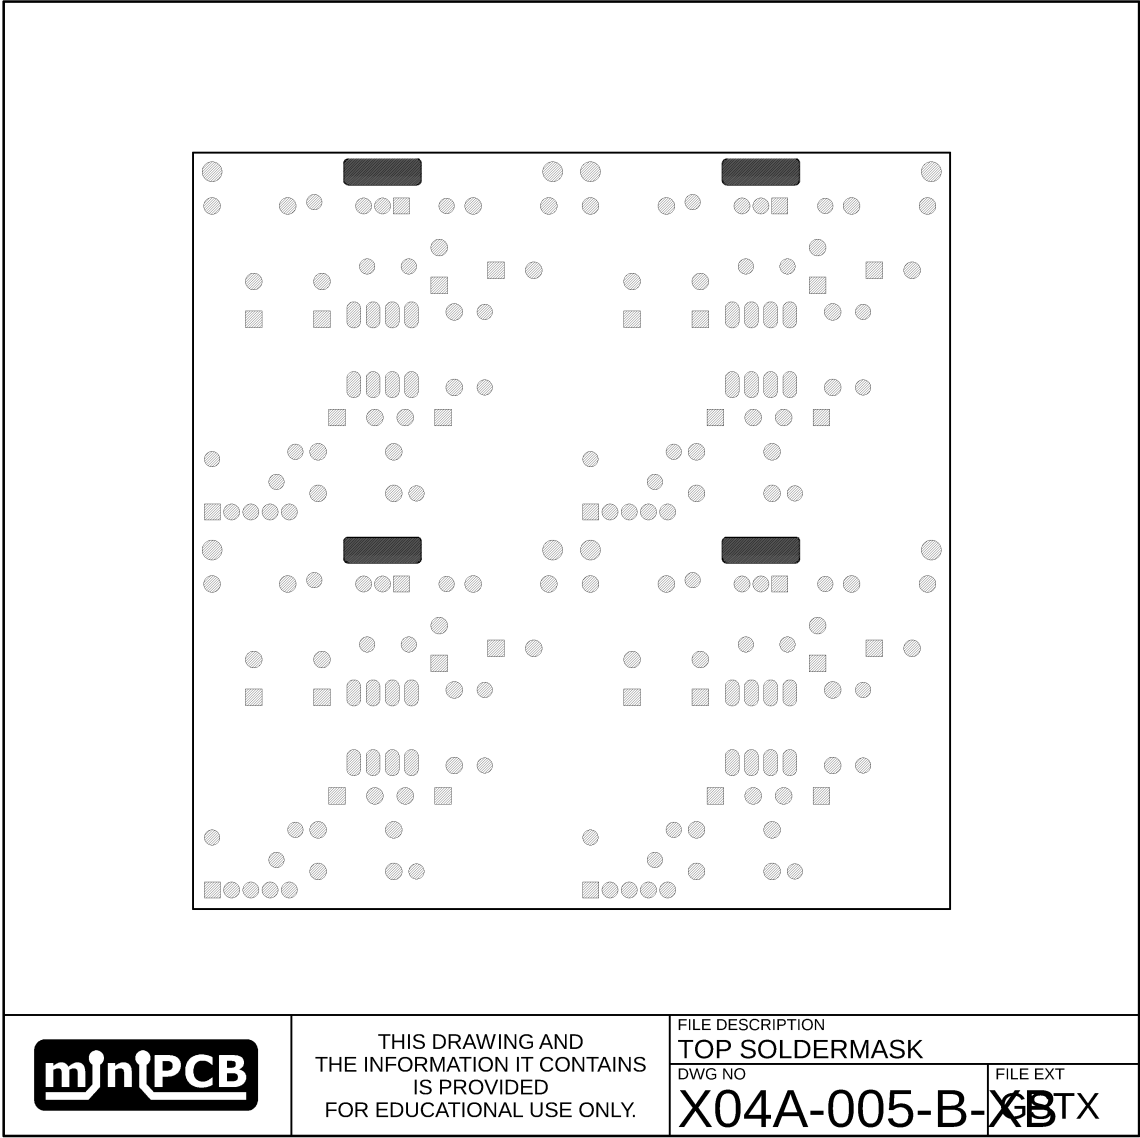 miniPCB
THIS DRAWING AND
THE INFORMATION IT CONTAINS
IS PROVIDED
FOR EDUCATIONAL USE ONLY.
FILE DESCRIPTION
TOP SOLDERMASK
DWG NO
X04A-005-B-XB
FILE EXT